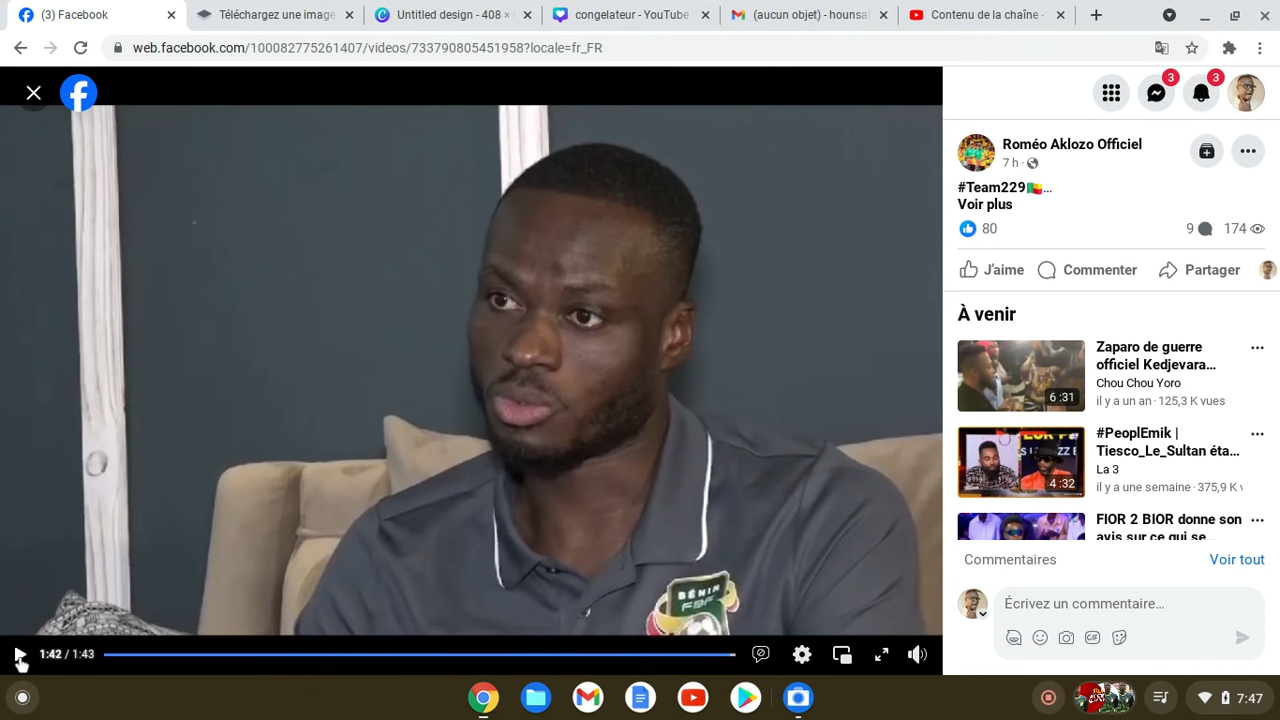 (3) Facebook
Téléchargez une image
Untitled design - 408 ×
congelateur - YouTube
(aucun objet) - hounsa
Contenu de la chaîne -
web.facebook.com/100082775261407/videos/733790805451958?locale=fr_FR
3
3
Roméo Aklozo Officiel
7 h ·
#Team229🇧🇯...
Voir plus
80
9
174
J'aime
Commenter
Partager
À venir
Zaparo de guerre
officiel Kedjevara...
Chou Chou Yoro
il y a un an · 125,3 K vues
6 :31
#PeoplEmik |
Tiesco_Le_Sultan éta...
La 3
il y a une semaine · 375,9 K v
4 :32
FIOR 2 BIOR donne son
avis sur ce qui se...
Commentaires
Voir tout
Écrivez un commentaire...
GIF
BÉNIN
FBF
1:42 / 1:43
7:47